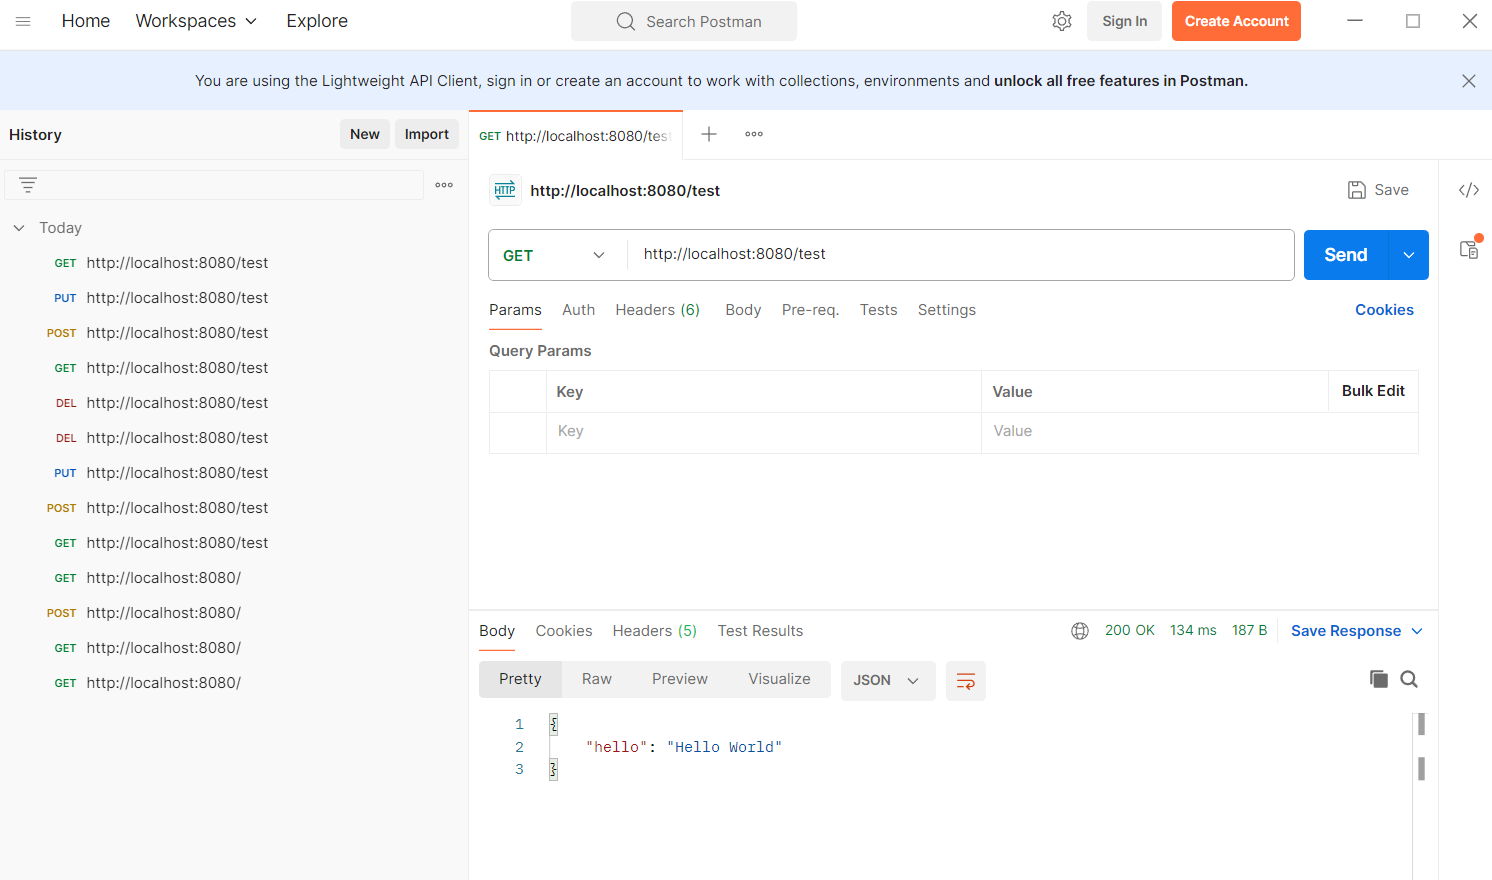 Home Workspaces Explore Search Postman Sign In Create Account
You are using the Lightweight API Client, sign in or create an account to work with collections, environments and unlock all free features in Postman.
History New Import
GET http://localhost:8080/test
http://localhost:8080/test Save
Today
GET http://localhost:8080/test
PUT http://localhost:8080/test
POST http://localhost:8080/test
GET http://localhost:8080/test
DEL http://localhost:8080/test
DEL http://localhost:8080/test
PUT http://localhost:8080/test
POST http://localhost:8080/test
GET http://localhost:8080/test
GET http://localhost:8080/
POST http://localhost:8080/
GET http://localhost:8080/
GET http://localhost:8080/
HTTP
GET http://localhost:8080/test Send
Params Auth Headers (6) Body Pre-req. Tests Settings Cookies
Query Params
Key Value Bulk Edit
Key Value
Body Cookies Headers (5) Test Results 200 OK 134 ms 187 B Save Response
Pretty Raw Preview Visualize JSON
1 {
2 "hello": "Hello World"
3 }